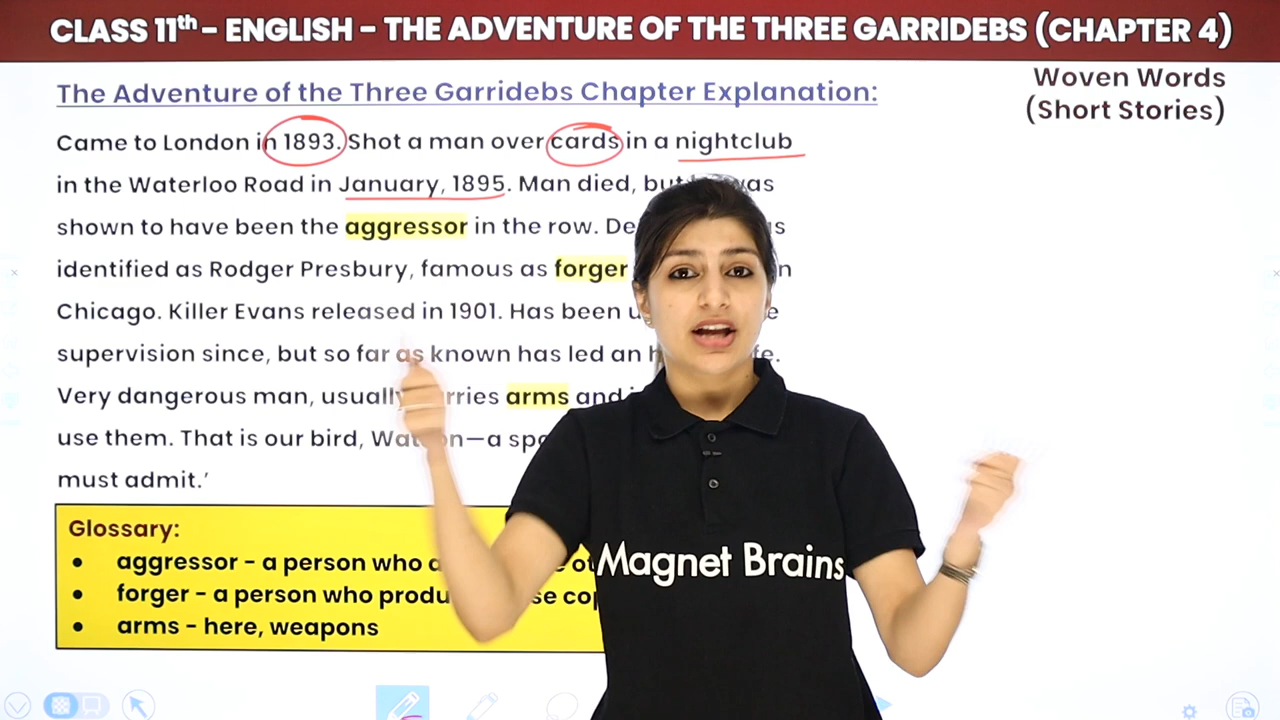 CLASS 11th - ENGLISH - THE ADVENTURE OF THE THREE GARRIDEBS (CHAPTER 4)
Woven Words
(Short Stories)
The Adventure of the Three Garridebs Chapter Explanation:
Came to London in 1893. Shot a man over cards in a nightclub
in the Waterloo Road in January, 1895. Man died, but was
shown to have been the aggressor in the row.
identified as Rodger Presbury, famous as forger
Chicago. Killer Evans released in 1901. Has been
supervision since, but so far as known has led an
Very dangerous man, usually arms and
use them. That is our bird, Watson—a
must admit.’
Glossary:
• aggressor - a person who
• forger - a person who
• arms - here, weapons
Magnet Brains